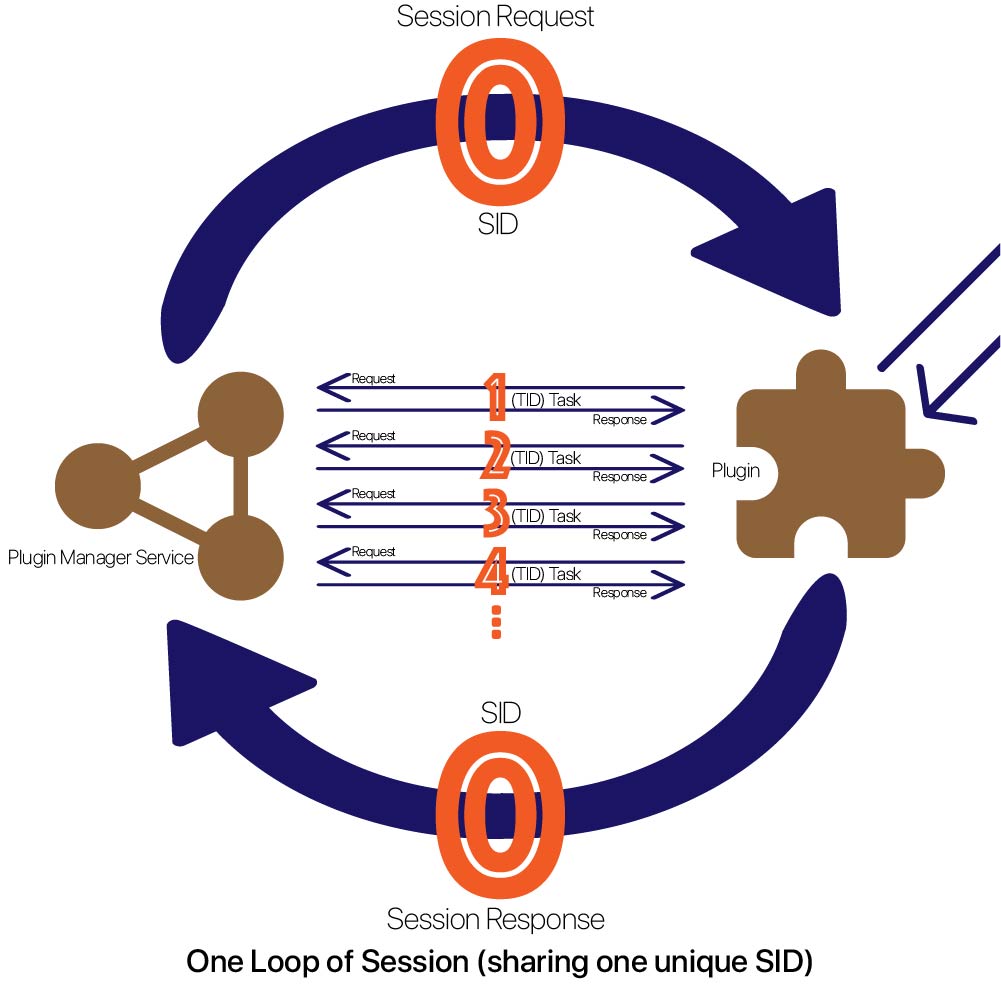 Session Request
0
SID
Request
1
(TID) Task
Response
Request
2
(TID) Task
Response
Plugin
Request
3
(TID) Task
Response
Plugin Manager Service
Request
4
(TID) Task
Response
SID
0
Session Response
One Loop of Session (sharing one unique SID)